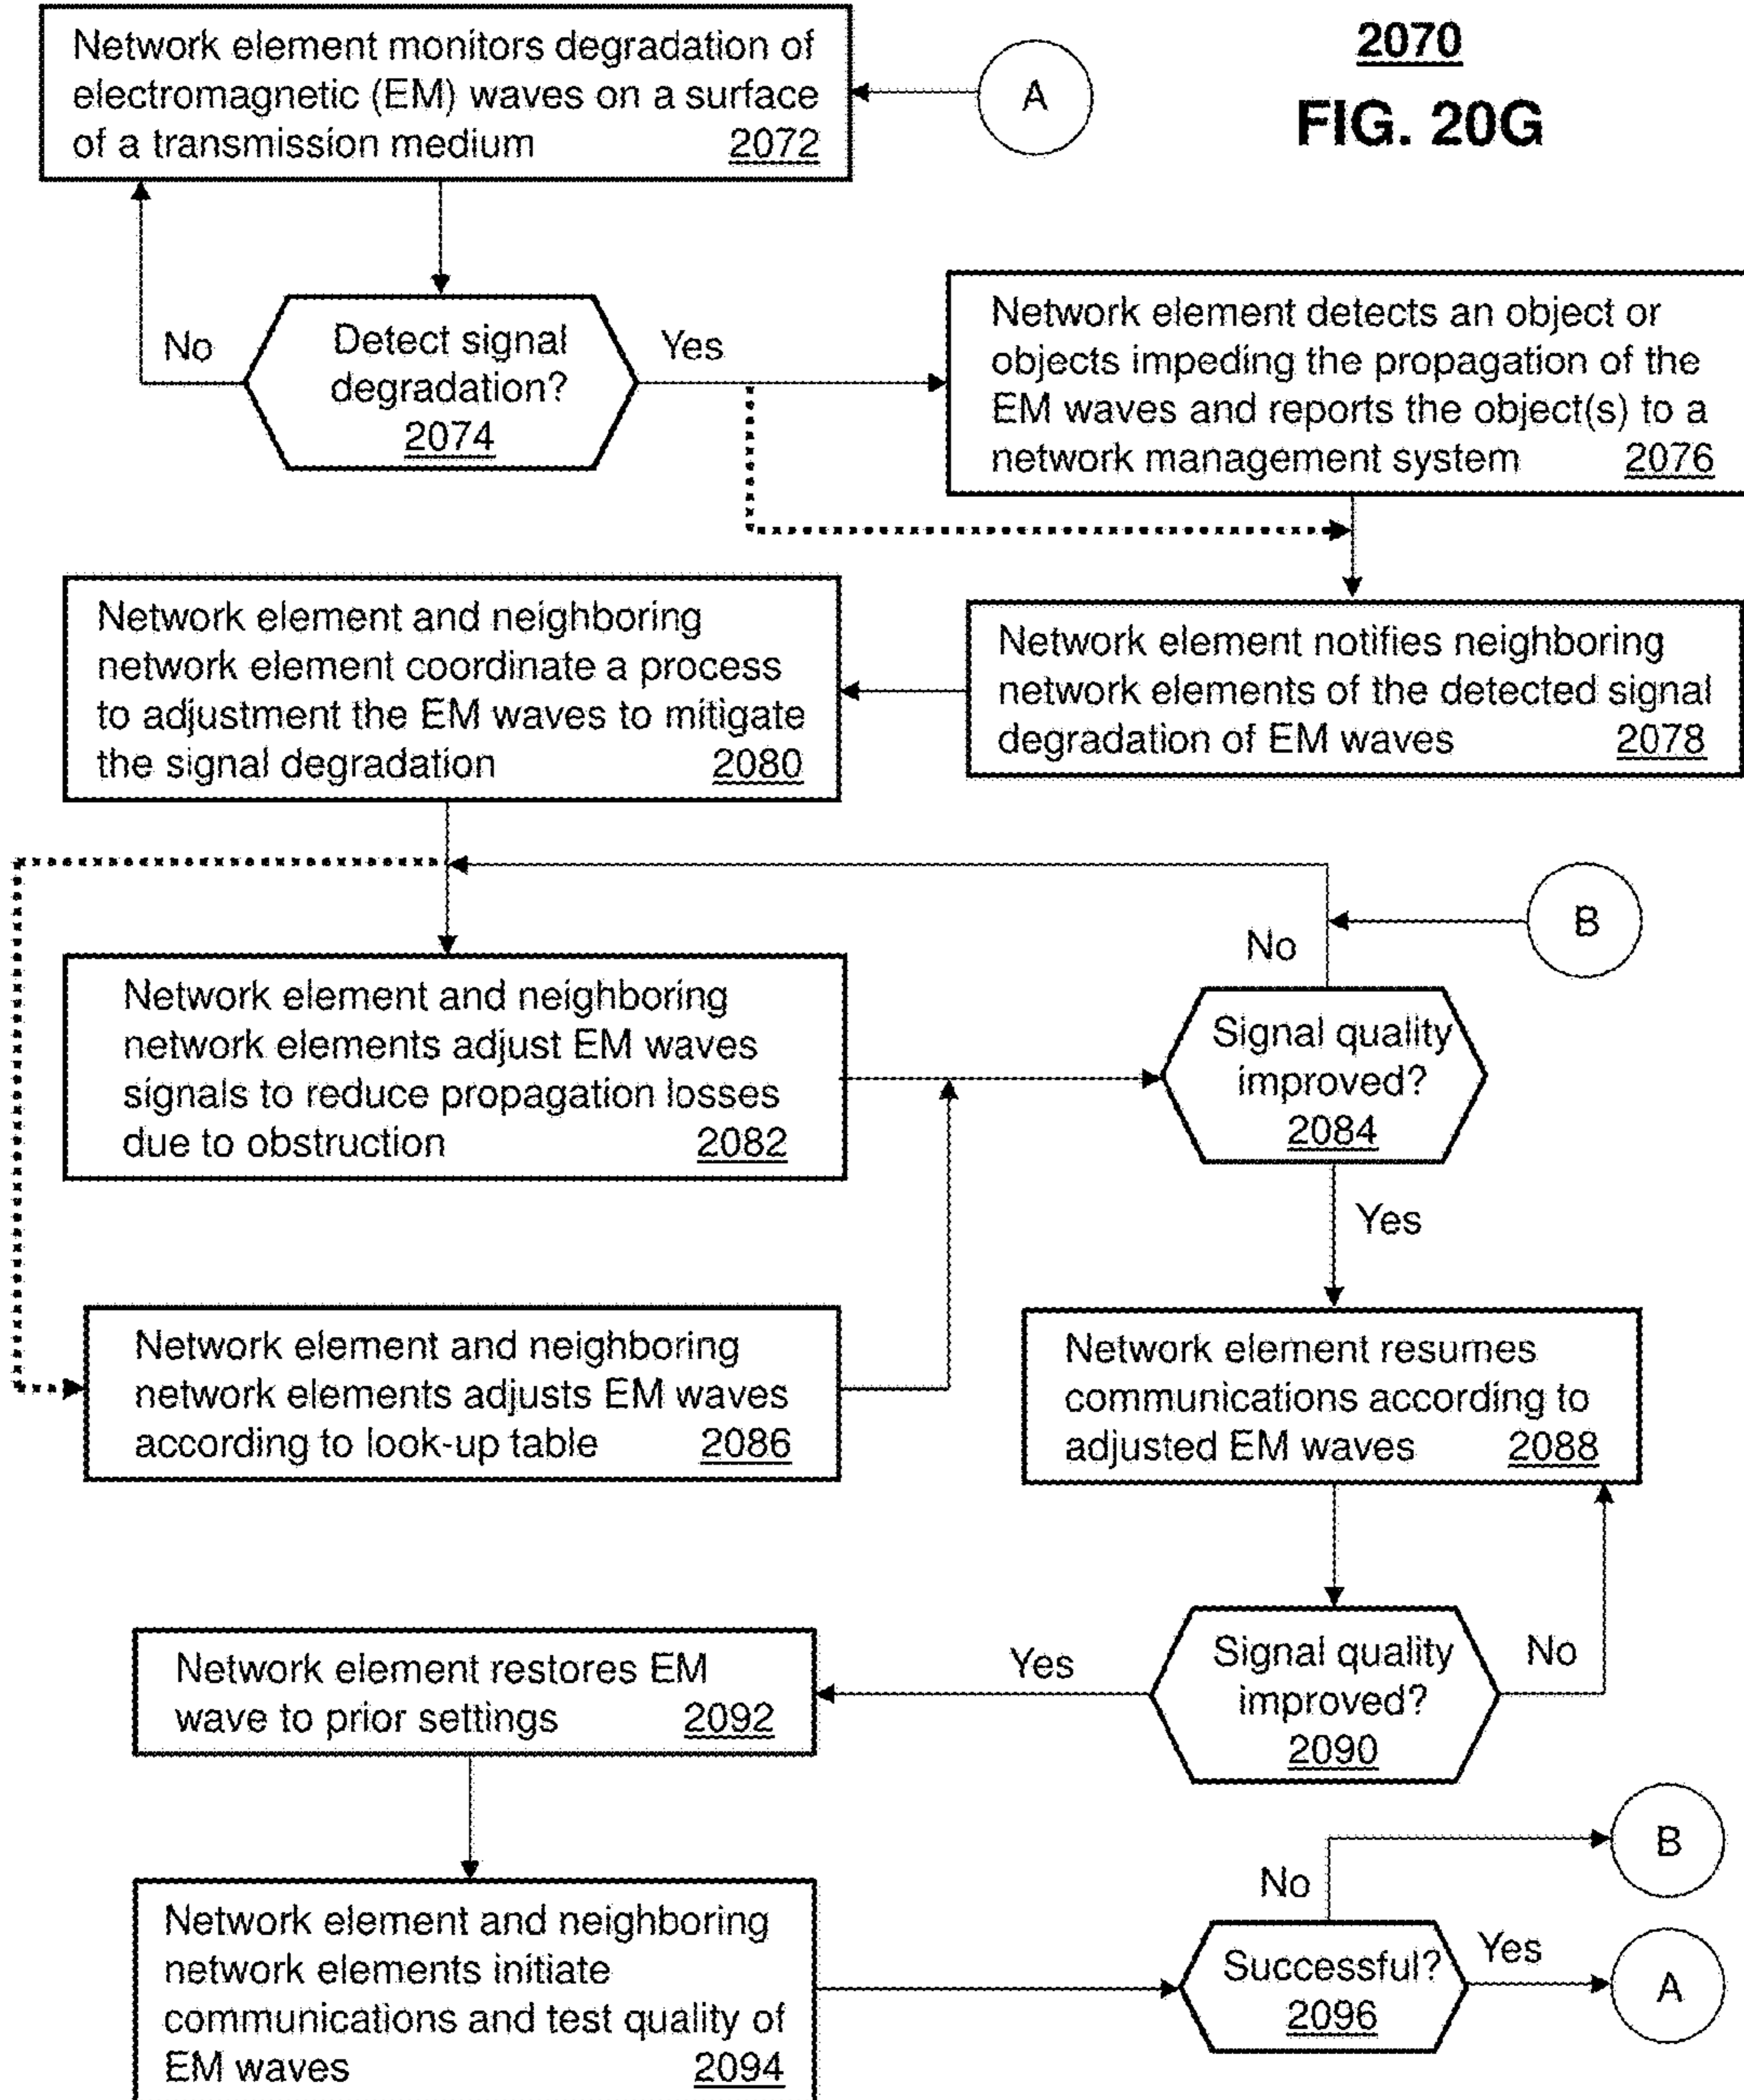 2070
FIG. 20G
Network element monitors degradation of
electromagnetic (EM) waves on a surface
of a transmission medium 2072
A
Detect signal
degradation?
2074
No
Yes
Network element detects an object or
objects impeding the propagation of the
EM waves and reports the object(s) to a
network management system 2076
Network element notifies neighboring
network elements of the detected signal
degradation of EM waves 2078
Network element and neighboring
network element coordinate a process
to adjustment the EM waves to mitigate
the signal degradation 2080
B
No
Network element and neighboring
network elements adjust EM waves
signals to reduce propagation losses
due to obstruction 2082
Signal quality
improved?
2084
Yes
Network element and neighboring
network elements adjusts EM waves
according to look-up table 2086
Network element resumes
communications according to
adjusted EM waves 2088
Signal quality
improved?
2090
No
Yes
Network element restores EM
wave to prior settings 2092
Network element and neighboring
network elements initiate
communications and test quality of
EM waves 2094
Successful?
2096
No
B
Yes
A